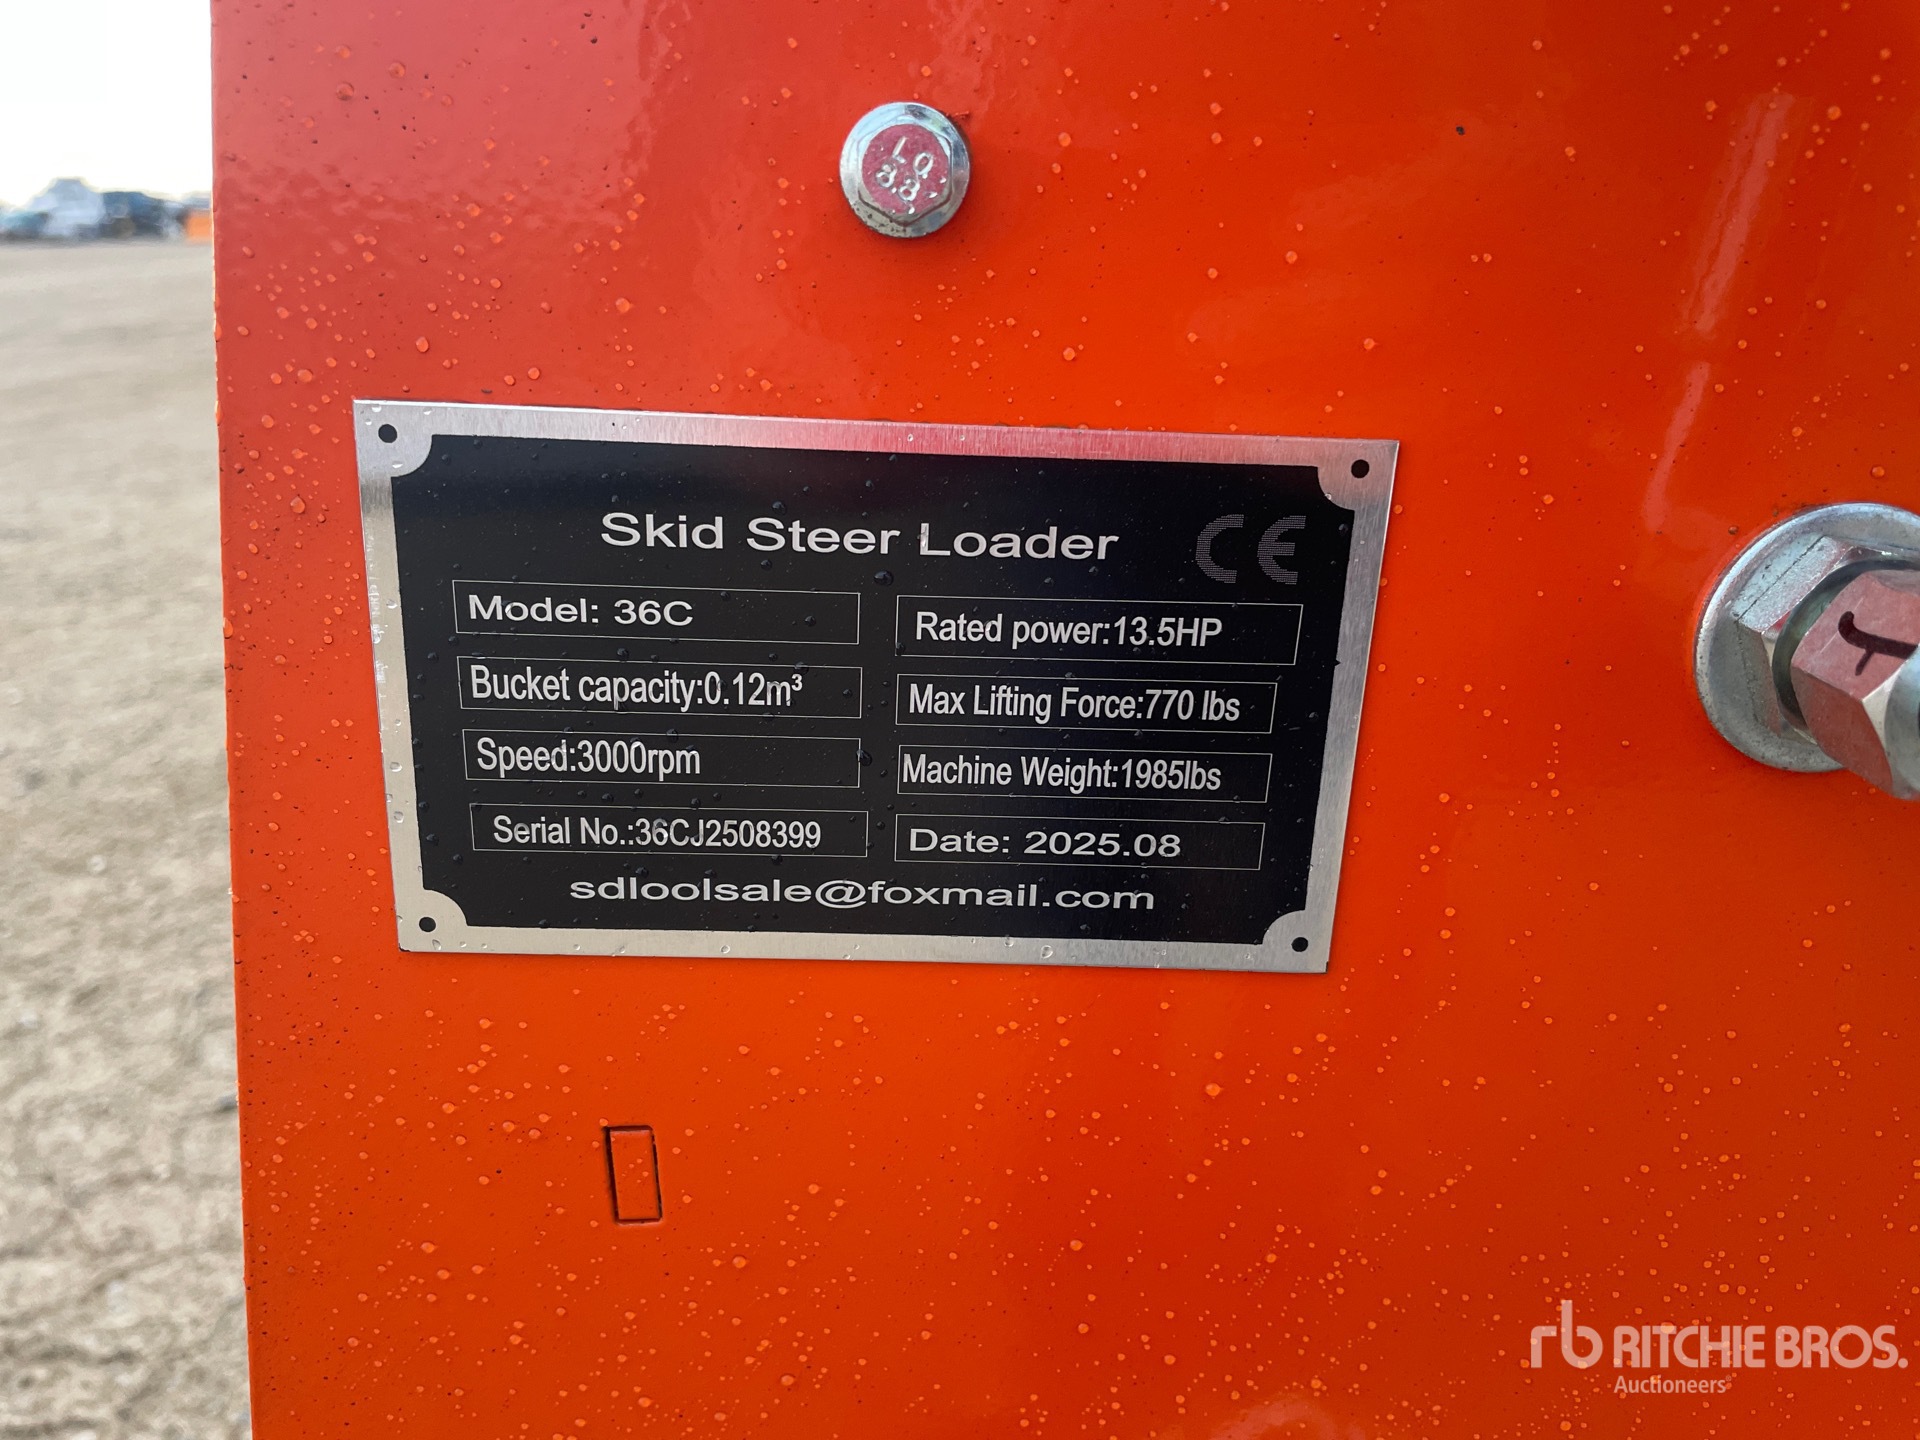 LQ
8.8
Skid Steer Loader CE
Model: 36C
Rated power:13.5HP
Bucket capacity:0.12m³
Max Lifting Force:770 lbs
Speed:3000rpm
Machine Weight:1985lbs
Serial No.:36CJ2508399
Date: 2025.08
sdloolsale@foxmail.com
rb RITCHIE BROS.
Auctioneers®